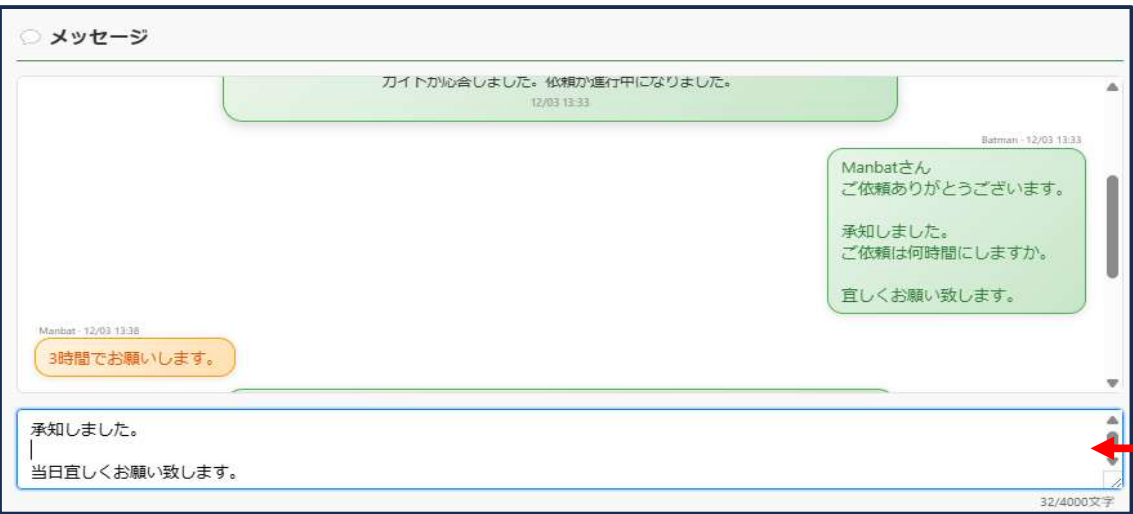 メッセージ
ガイドが応答しました。依頼が進行中になりました。
12/03 13:33
Batman - 12/03 13:33
Manbatさん
ご依頼ありがとうございます。
承知しました。
ご依頼は何時間にしますか。
宜しくお願い致します。
Manbat - 12/03 13:38
3時間でお願いします。
承知しました。
当日宜しくお願い致します。
32/4000文字